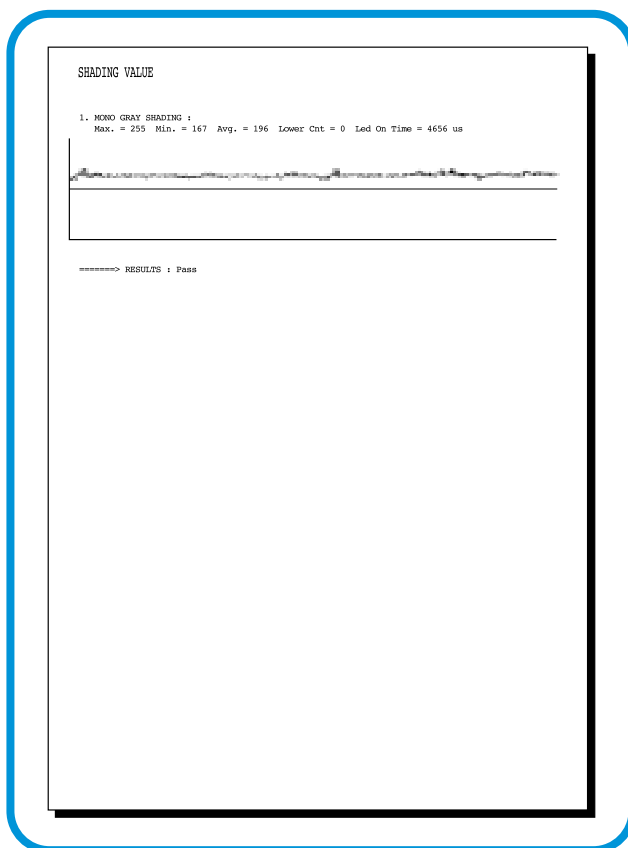 SHADING VALUE
1. MONO GRAY SHADING :
Max. = 255 Min. = 167 Avg. = 196 Lower Cnt = 0 Led On Time = 4656 us
=======> RESULTS : Pass